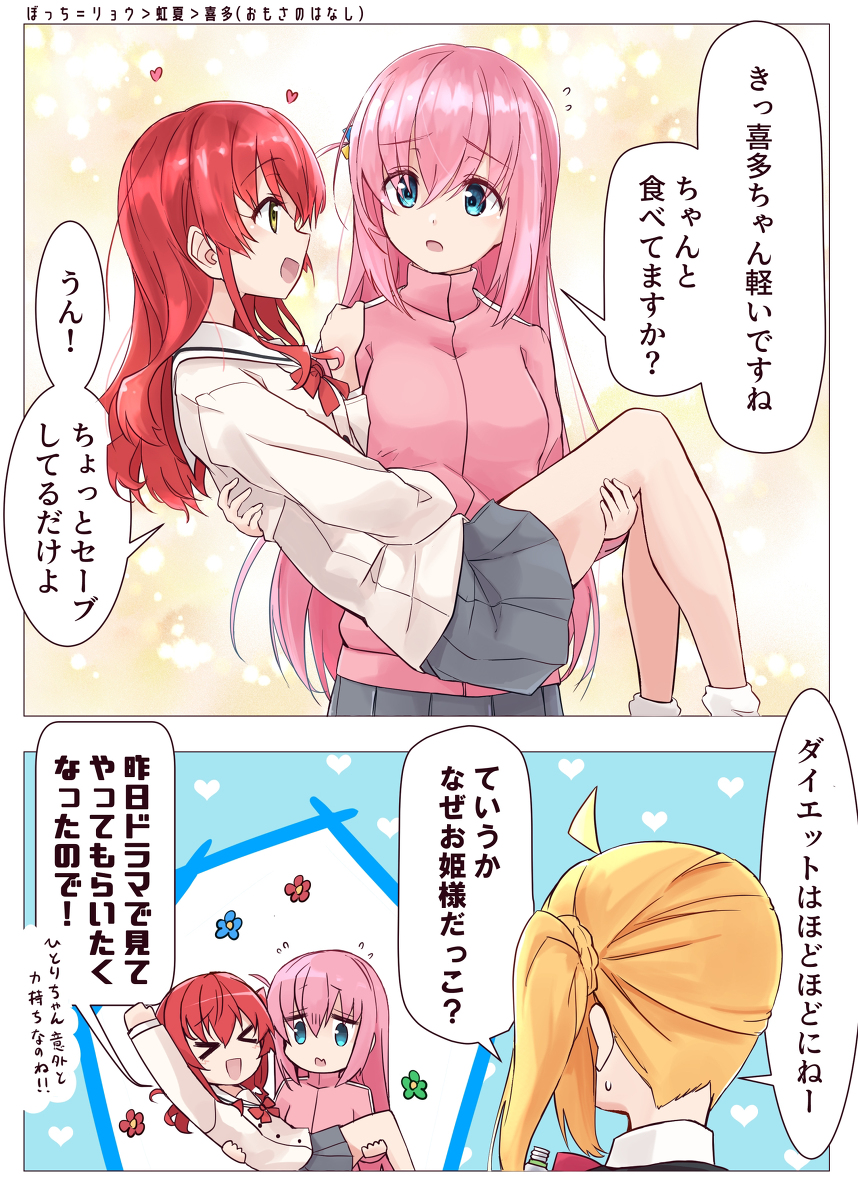 ぼっち＝リョウ＞虹夏＞喜多(おもさのはなし)
きっ喜多ちゃん軽いですね
ちゃんと
食べてますか？
うん！
ちょっとセーブ
してるだけよ
ダイエットはほどほどにねー
ていうか
なぜお姫様だっこ？
昨日ドラマで見て
やってもらいたく
なったので！
ひとりちゃん 意外と
力持ちなのね!!